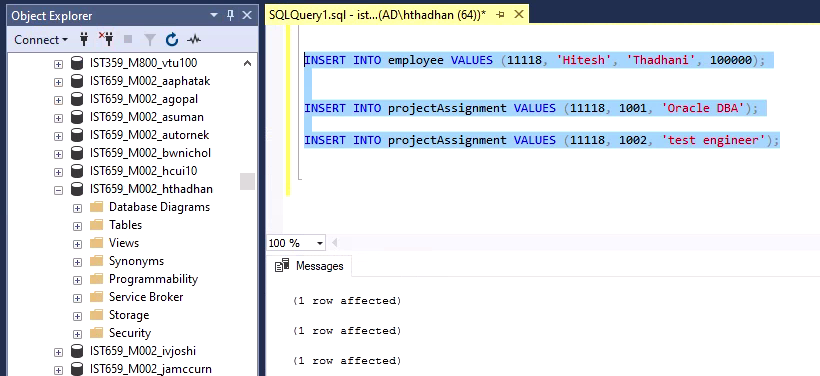 Object Explorer
Connect
IST359_M800_vtu100
IST659_M002_aaphatak
IST659_M002_agopal
IST659_M002_asuman
IST659_M002_autornek
IST659_M002_bwnichol
IST659_M002_hcui10
IST659_M002_hthadhan
Database Diagrams
Tables
Views
Synonyms
Programmability
Service Broker
Storage
Security
IST659_M002_ivjoshi
IST659_M002_jamccurn
SQLQuery1.sql - ist...(AD\hthadhan (64))*
INSERT INTO employee VALUES (11118, 'Hitesh', 'Thadhani', 100000);
INSERT INTO projectAssignment VALUES (11118, 1001, 'Oracle DBA');
INSERT INTO projectAssignment VALUES (11118, 1002, 'test engineer');
100 %
Messages
(1 row affected)
(1 row affected)
(1 row affected)